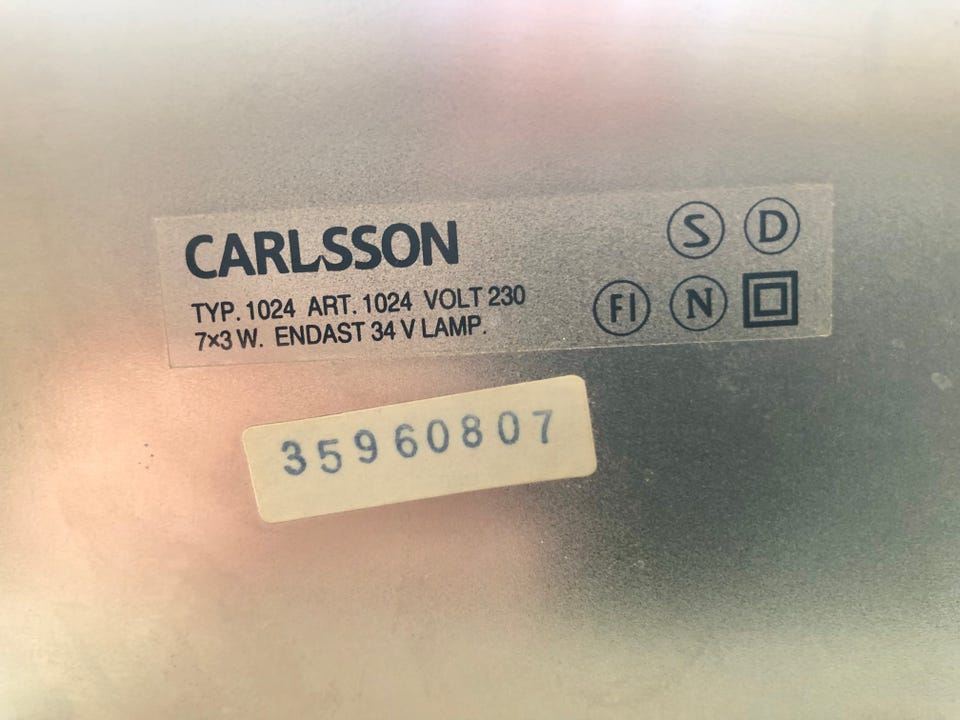 CARLSSON
S D
TYP. 1024 ART. 1024 VOLT 230
7×3 W. ENDAST 34 V LAMP.
FI N
35960807